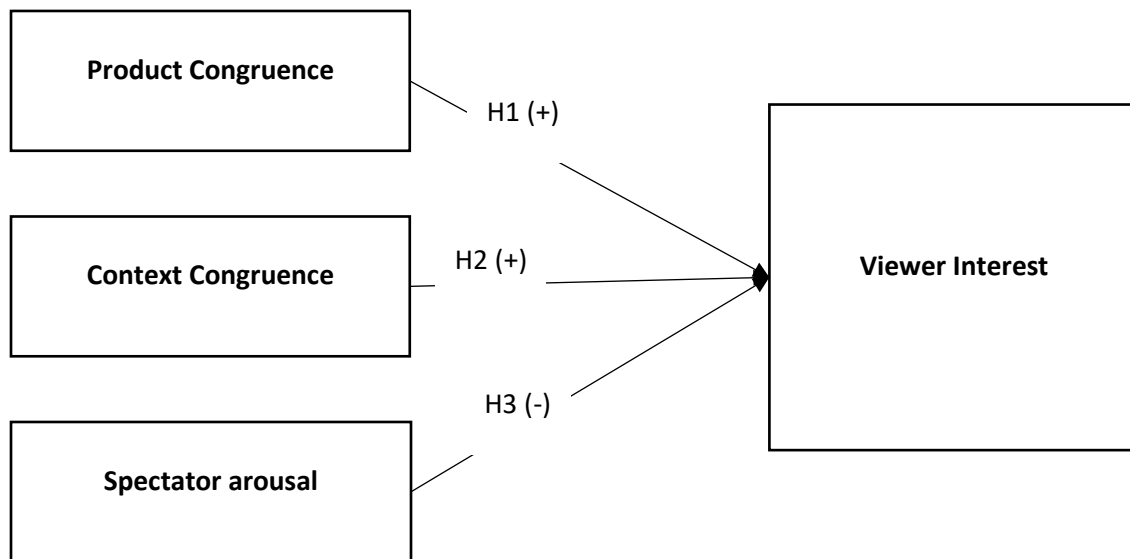 Product Congruence
H1 (+)
Context Congruence
H2 (+)
Viewer Interest
H3 (-)
Spectator arousal